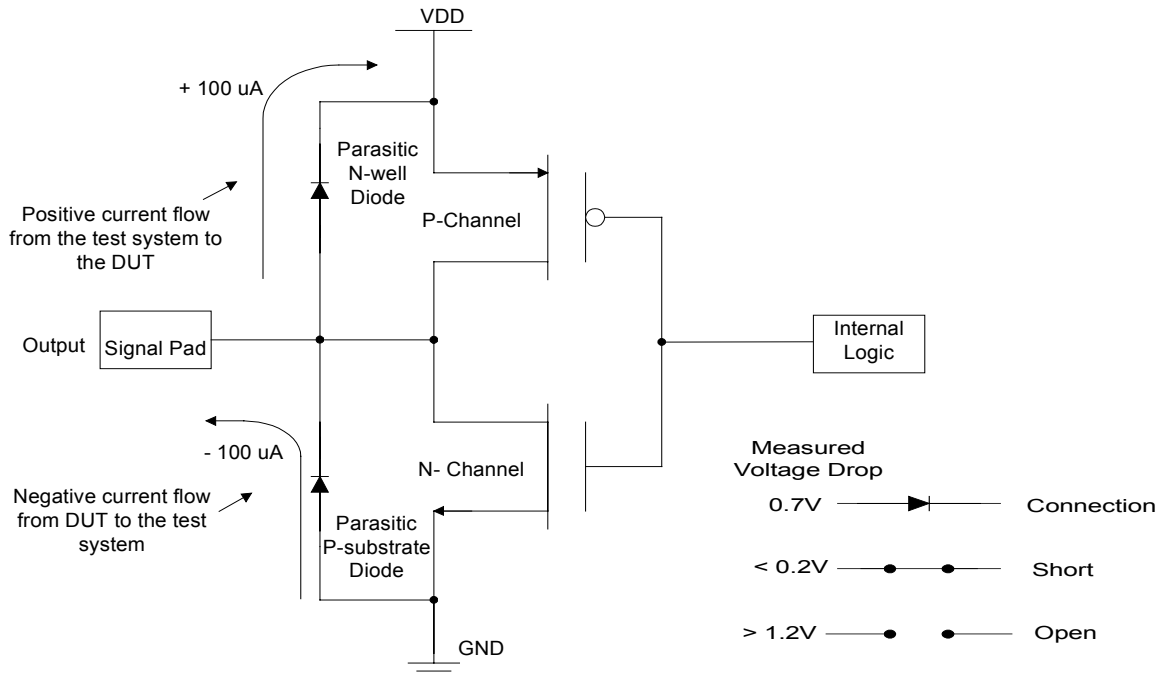 VDD
+ 100 uA
Parasitic
N-well
Diode
P-Channel
Positive current flow
from the test system to
the DUT
Output
Signal Pad
Internal
Logic
- 100 uA
N- Channel
Negative current flow
from DUT to the test
system
Parasitic
P-substrate
Diode
GND
Measured
Voltage Drop
0.7V
Connection
< 0.2V
Short
> 1.2V
Open